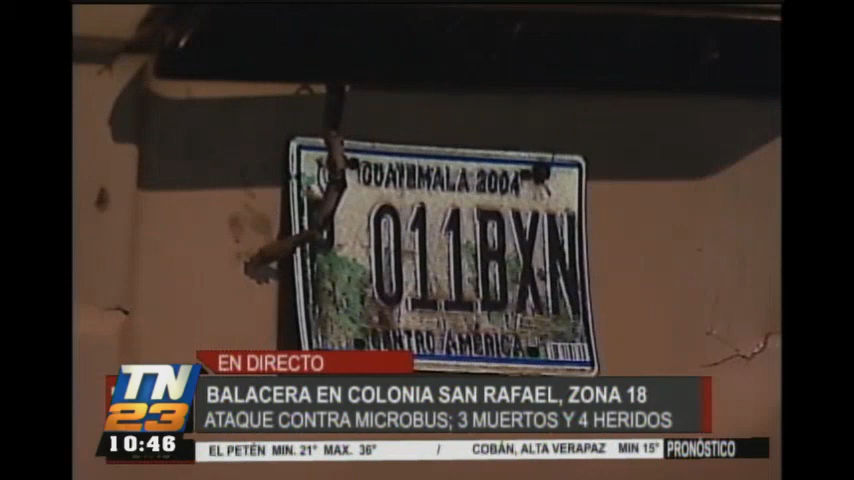 GUATEMALA 2004
011BXN
CENTRO AMERICA
EN DIRECTO
BALACERA EN COLONIA SAN RAFAEL, ZONA 18
ATAQUE CONTRA MICROBUS; 3 MUERTOS Y 4 HERIDOS
TN
23
10:46
EL PETÉN MIN. 21° MAX. 36° / COBÁN, ALTA VERAPAZ MIN 15° PRONÓSTICO